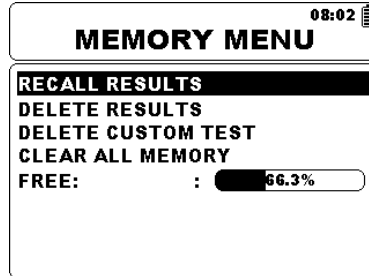 08:02
MEMORY MENU
RECALL RESULTS
DELETE RESULTS
DELETE CUSTOM TEST
CLEAR ALL MEMORY
FREE: : 66.3%